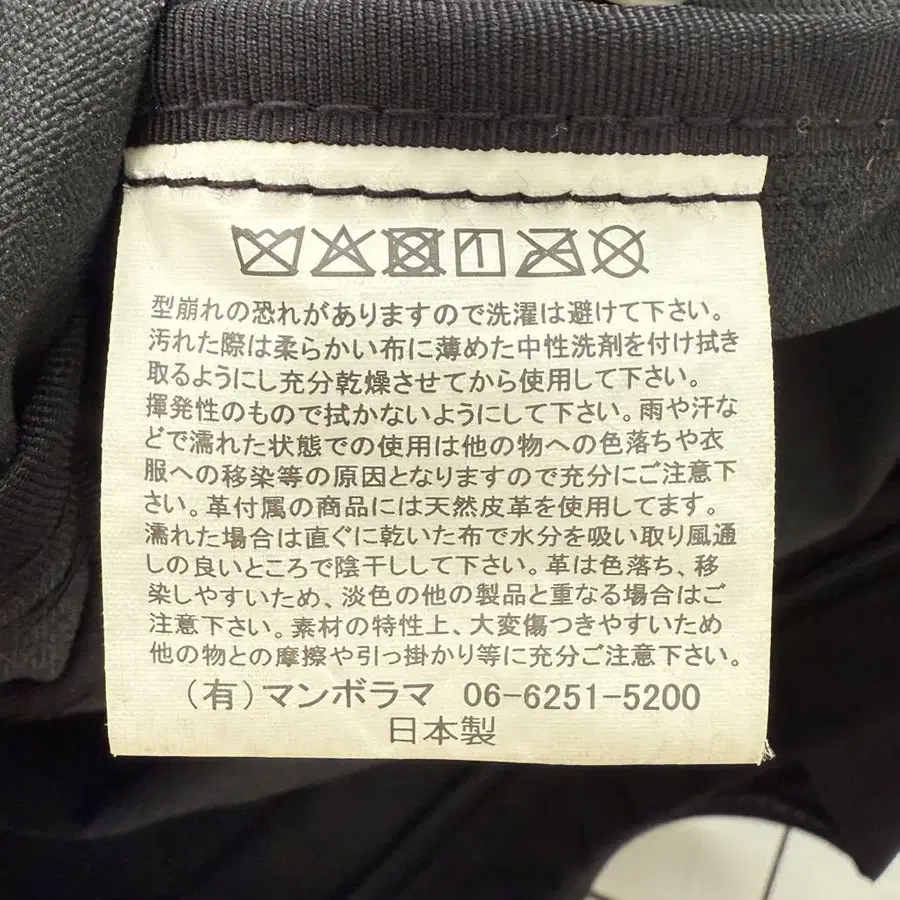 型崩れの恐れがありますので洗濯は避けて下さい。
汚れた際は柔らかい布に薄めた中性洗剤を付け拭き
取るようにし充分乾燥させてから使用して下さい。
揮発性のもので拭かないようにして下さい。雨や汗な
どで濡れた状態での使用は他の物への色落ちや衣
服への移染等の原因となりますので充分にご注意下
さい。革付属の商品には天然皮革を使用してます。
濡れた場合は直ぐに乾いた布で水分を吸い取り風通
しの良いところで陰干しして下さい。革は色落ち、移
染しやすいため、淡色の他の製品と重なる場合はご
注意下さい。素材の特性上、大変傷つきやすいため
他の物との摩擦や引っ掛かり等に充分ご注意下さい。
(有)マンボラマ 06-6251-5200
日本製